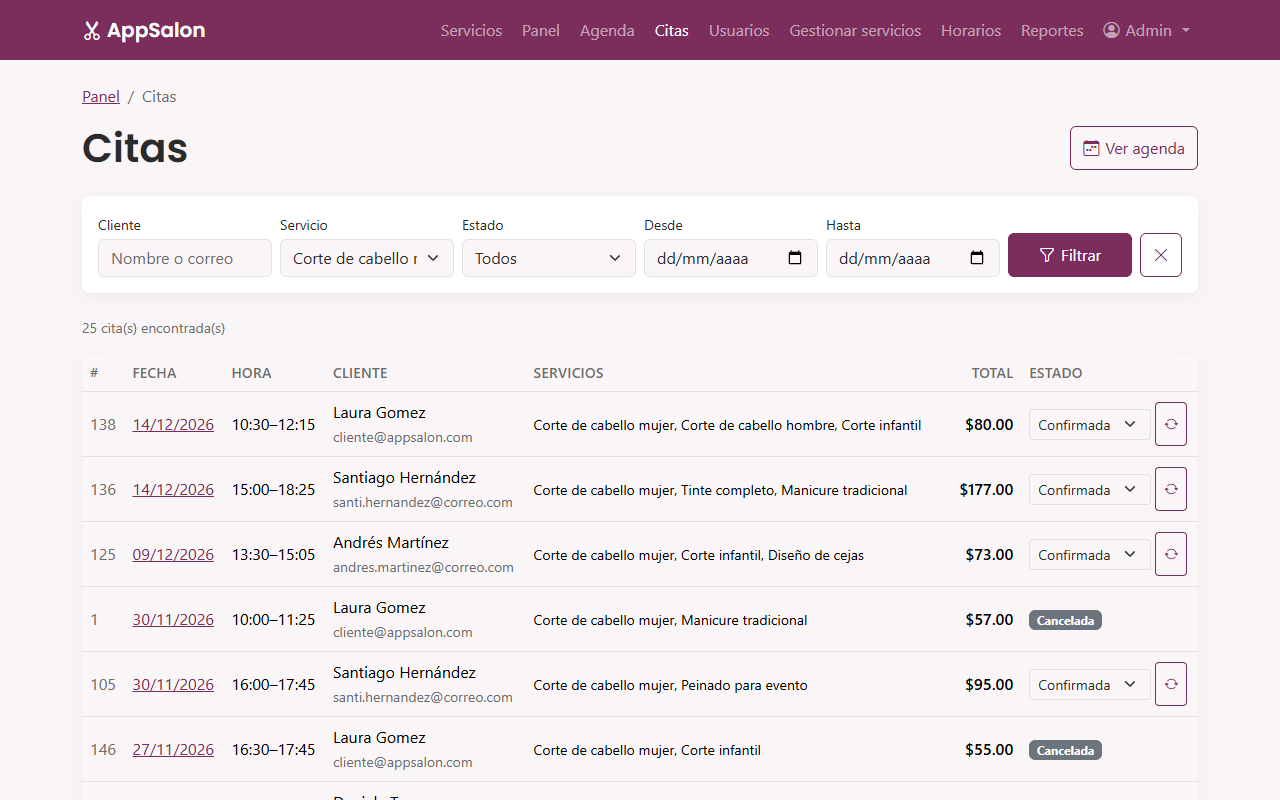 AppSalon Servicios Panel Agenda Citas Usuarios Gestionar servicios Horarios Reportes Admin
Panel / Citas
Citas
Ver agenda
Cliente Servicio Estado Desde Hasta
Nombre o correo Corte de cabello Todos dd/mm/aaaa dd/mm/aaaa Filtrar
25 cita(s) encontrada(s)
# FECHA HORA CLIENTE SERVICIOS TOTAL ESTADO
138 14/12/2026 10:30–12:15 Laura Gomez Corte de cabello mujer, Corte de cabello hombre, Corte infantil $80.00 Confirmada
cliente@appsalon.com
136 14/12/2026 15:00–18:25 Santiago Hernández Corte de cabello mujer, Tinte completo, Manicure tradicional $177.00 Confirmada
santi.hernandez@correo.com
125 09/12/2026 13:30–15:05 Andrés Martínez Corte de cabello mujer, Corte infantil, Diseño de cejas $73.00 Confirmada
andres.martinez@correo.com
1 30/11/2026 10:00–11:25 Laura Gomez Corte de cabello mujer, Manicure tradicional $57.00 Cancelada
cliente@appsalon.com
105 30/11/2026 16:00–17:45 Santiago Hernández Corte de cabello mujer, Peinado para evento $95.00 Confirmada
santi.hernandez@correo.com
146 27/11/2026 16:30–17:45 Laura Gomez Corte de cabello mujer, Corte infantil $55.00 Cancelada
cliente@appsalon.com